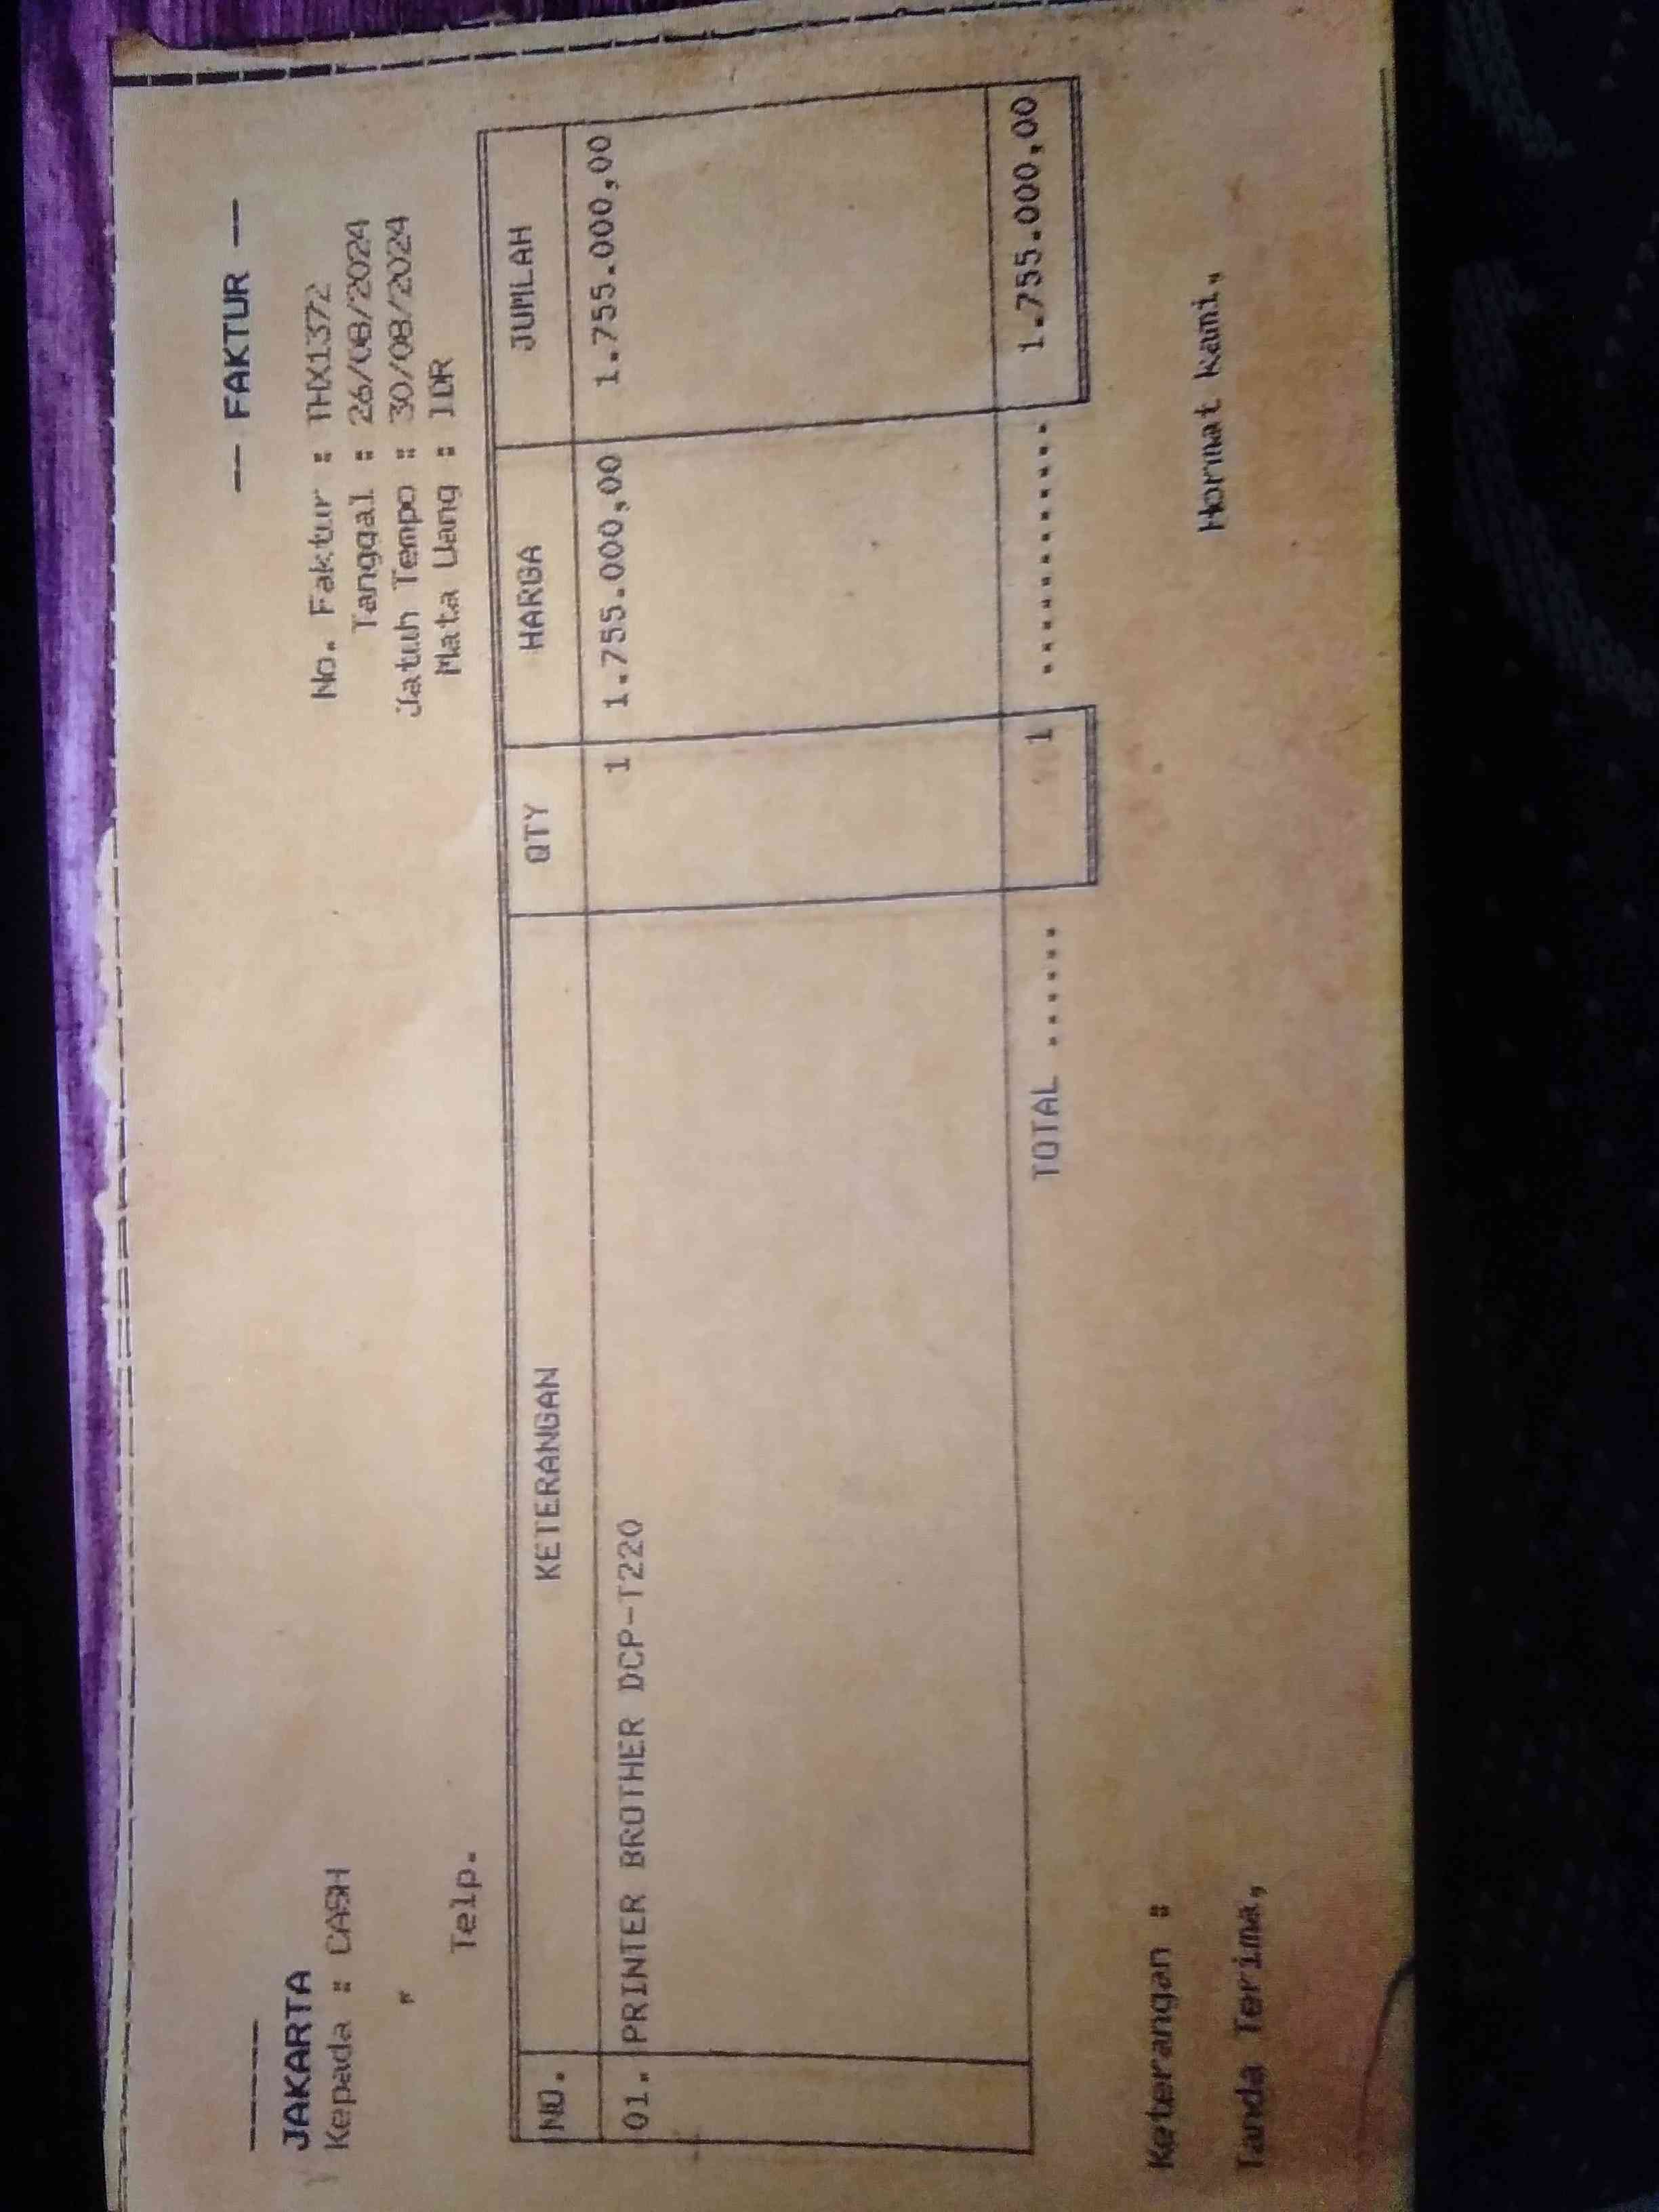 — FAKTUR —
JAKARTA
Kepada : CASH
No. Faktur : THX1372
Tanggal : 26/08/2024
Jatuh Tempo : 30/08/2024
Mata Uang : IDR
Telp.
NO. KETERANGAN QTY HARGA JUMLAH
01. PRINTER BROTHER DCP-T220 1 1.755.000,00 1.755.000,00
TOTAL ...... 1 ........... 1.755.000,00
Keterangan :
Tanda Terima, Hormat kami,